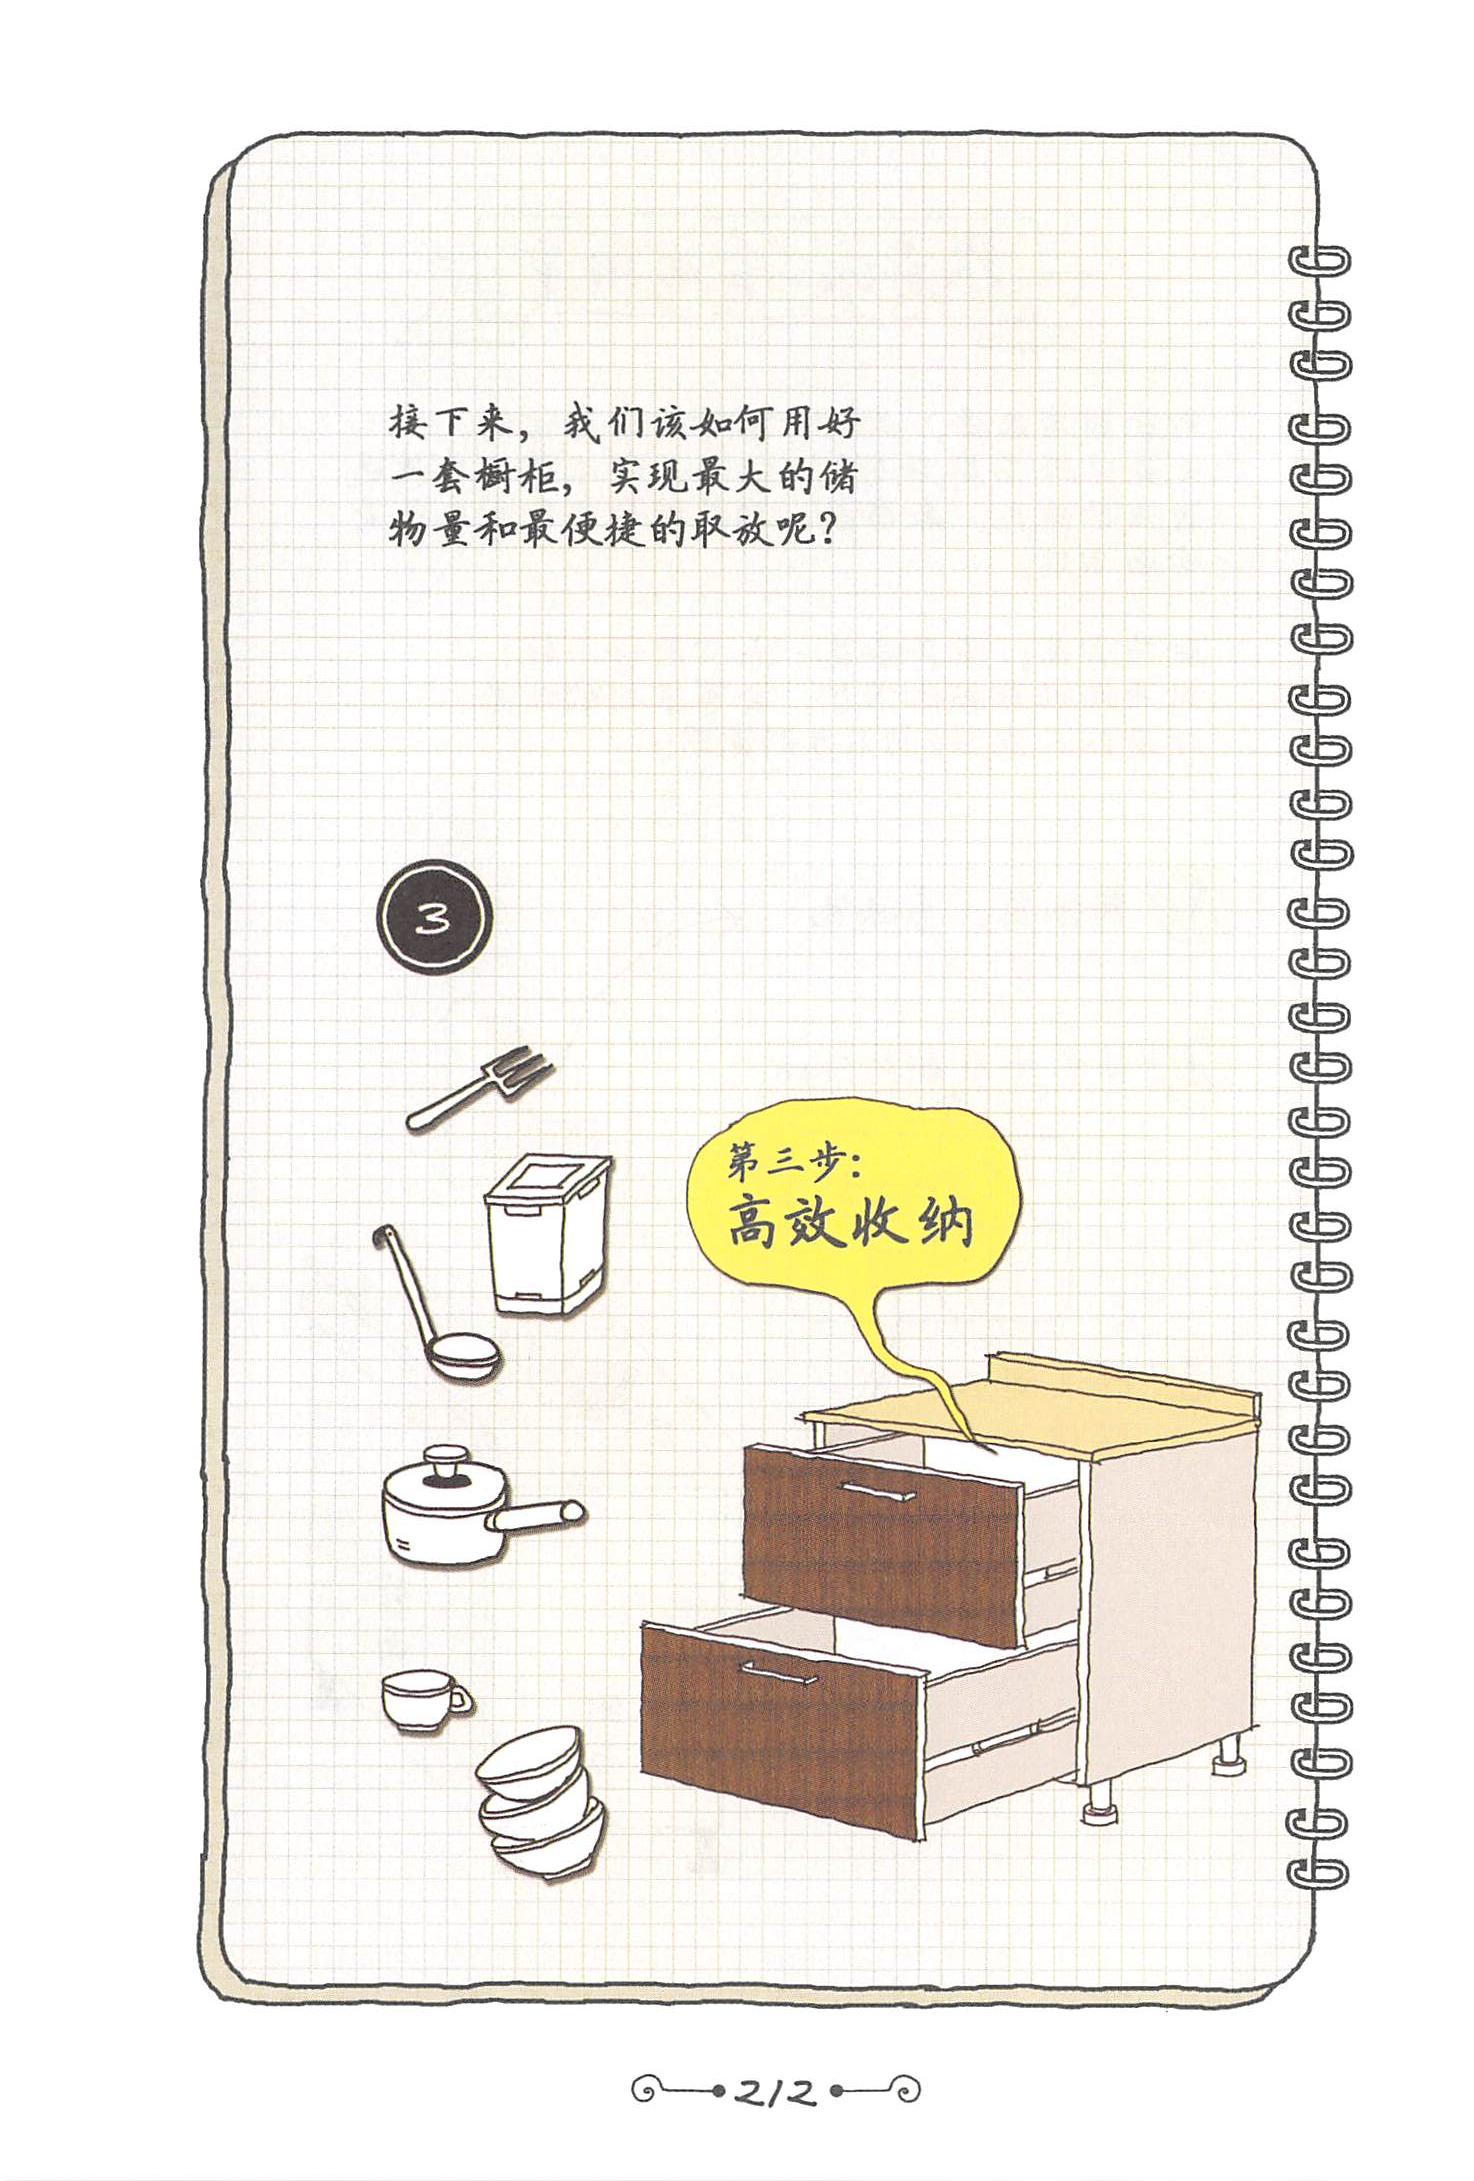 接下来，我们该如何用好
一套橱柜，实现最大的储
物量和最便捷的取放呢？
3
第三步：
高效收纳
212